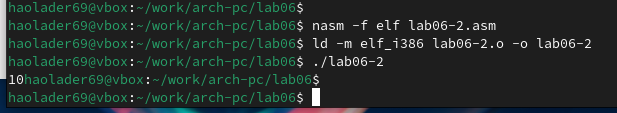 haolader69@vbox:~/work/arch-pc/lab06$
haolader69@vbox:~/work/arch-pc/lab06$ nasm -f elf lab06-2.asm
haolader69@vbox:~/work/arch-pc/lab06$ ld -m elf_i386 lab06-2.o -o lab06-2
haolader69@vbox:~/work/arch-pc/lab06$ ./lab06-2
10haolader69@vbox:~/work/arch-pc/lab06$
haolader69@vbox:~/work/arch-pc/lab06$